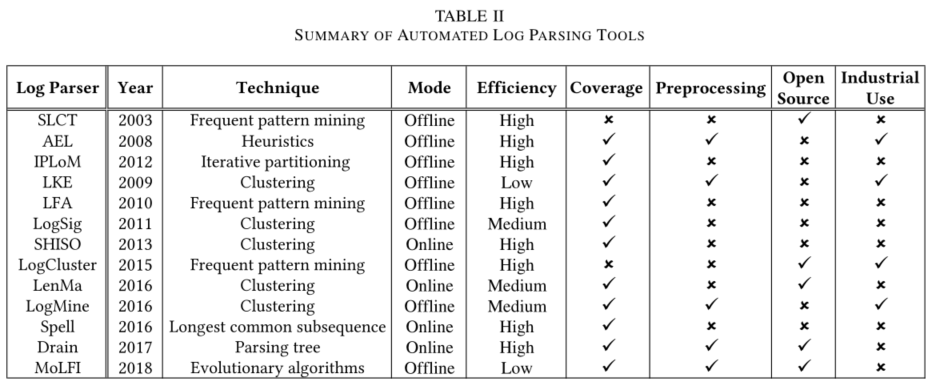 TABLE II
SUMMARY OF AUTOMATED LOG PARSING TOOLS
Log Parser Year Technique Mode Efficiency Coverage Preprocessing Open Source Industrial Use
SLCT 2003 Frequent pattern mining Offline High ✘ ✘ ✓ ✘
AEL 2008 Heuristics Offline High ✓ ✓ ✘ ✓
IPLoM 2012 Iterative partitioning Offline High ✓ ✘ ✘ ✘
LKE 2009 Clustering Offline Low ✓ ✓ ✘ ✓
LFA 2010 Frequent pattern mining Offline High ✓ ✘ ✘ ✘
LogSig 2011 Clustering Offline Medium ✓ ✘ ✘ ✘
SHISO 2013 Clustering Online High ✓ ✘ ✘ ✘
LogCluster 2015 Frequent pattern mining Offline High ✘ ✘ ✓ ✓
LenMa 2016 Clustering Online Medium ✓ ✘ ✓ ✘
LogMine 2016 Clustering Offline Medium ✓ ✓ ✘ ✓
Spell 2016 Longest common subsequence Online High ✓ ✘ ✘ ✘
Drain 2017 Parsing tree Online High ✓ ✓ ✓ ✘
MoLFI 2018 Evolutionary algorithms Offline Low ✓ ✓ ✓ ✘